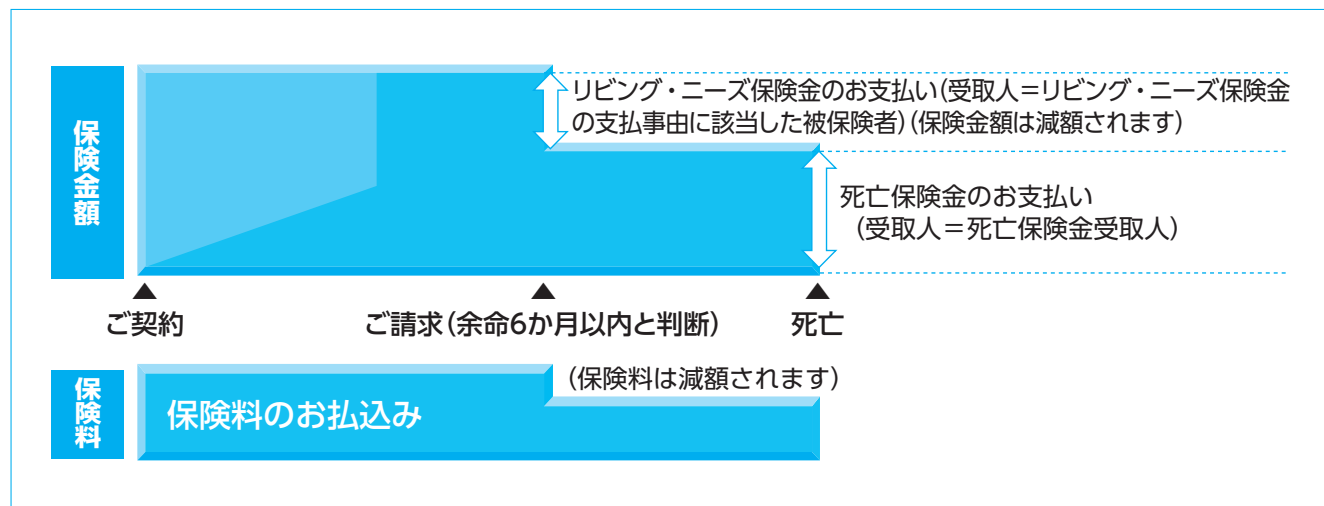 保険金額
リビング・ニーズ保険金のお支払い(受取人=リビング・ニーズ保険金
の支払事由に該当した被保険者)(保険金額は減額されます)
死亡保険金のお支払い
(受取人=死亡保険金受取人)
ご契約
ご請求(余命6か月以内と判断)
死亡
保険料
保険料のお払込み
(保険料は減額されます)